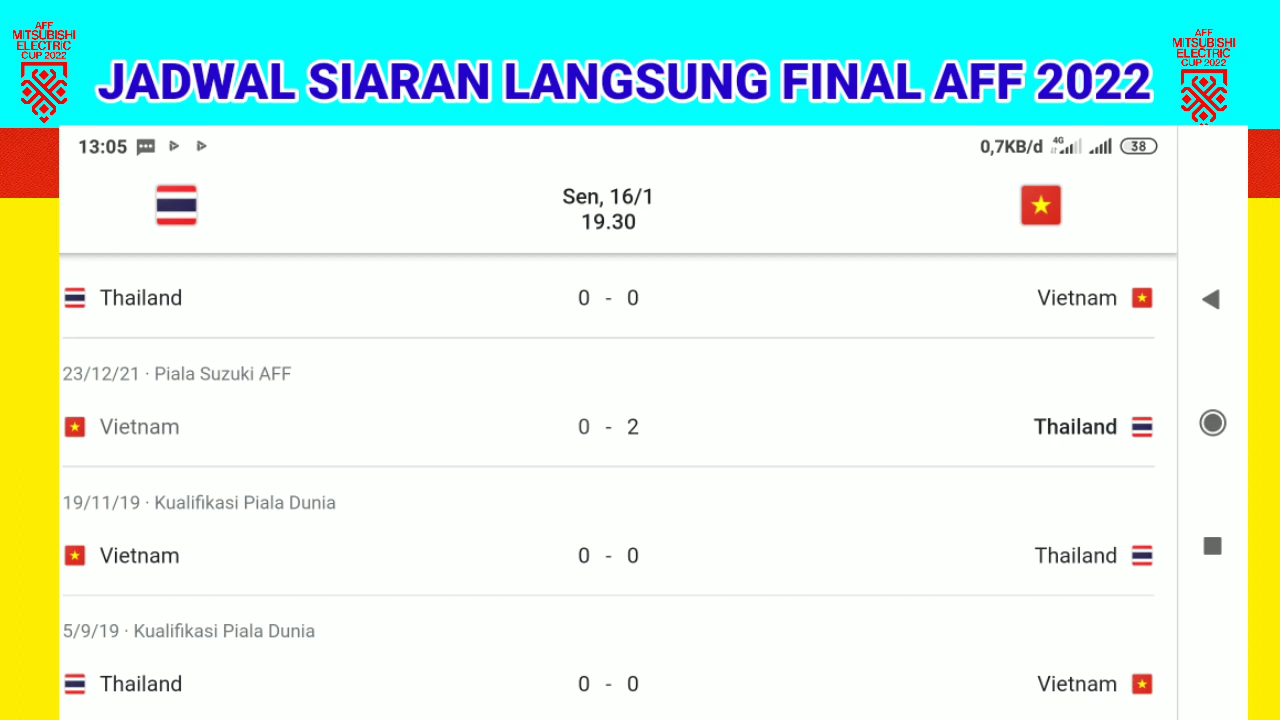 AFF
MITSUBISHI
ELECTRIC
CUP 2022
JADWAL SIARAN LANGSUNG FINAL AFF 2022
AFF
MITSUBISHI
ELECTRIC
CUP 2022
13:05 0,7KB/d 4G 38
Sen, 16/1
19.30
Thailand 0 - 0 Vietnam
23/12/21 · Piala Suzuki AFF
Vietnam 0 - 2 Thailand
19/11/19 · Kualifikasi Piala Dunia
Vietnam 0 - 0 Thailand
5/9/19 · Kualifikasi Piala Dunia
Thailand 0 - 0 Vietnam